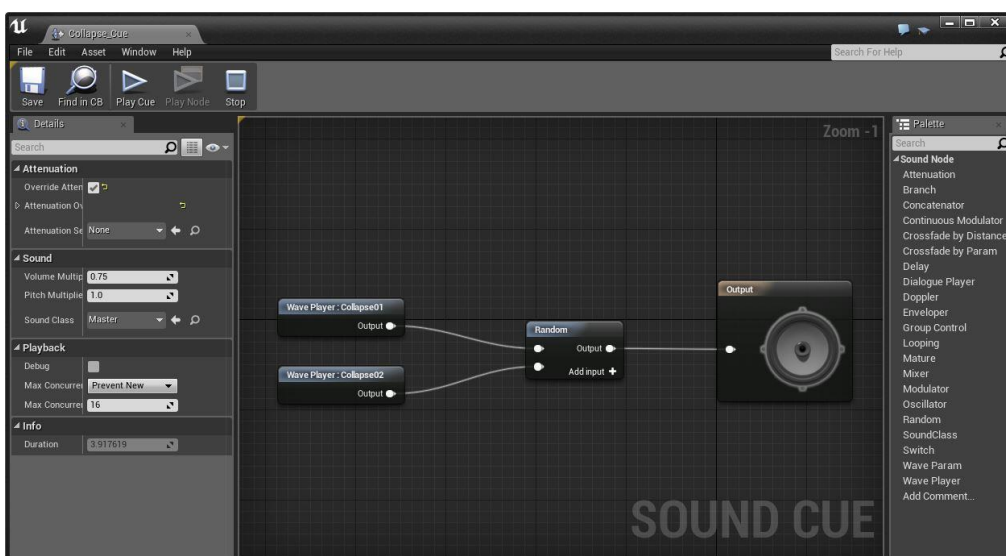 Collapse_Cue
File Edit Asset Window Help
Search For Help
Save Find in CB Play Cue Play Node Stop
Details
Search
Attenuation
Override Atten
Attenuation Ov
Attenuation Se None
Sound
Volume Multip 0.75
Pitch Multiplie 1.0
Sound Class Master
Playback
Debug
Max Concurre Prevent New
Max Concurre 16
Info
Duration 3.917619
Zoom -1
Wave Player : Collapse01
Output
Wave Player : Collapse02
Output
Random
Output
Add input
Output
SOUND CUE
Palette
Search
Sound Node
Attenuation
Branch
Concatenator
Continuous Modulator
Crossfade by Distance
Crossfade by Param
Delay
Dialogue Player
Doppler
Enveloper
Group Control
Looping
Mature
Mixer
Modulator
Oscillator
Random
SoundClass
Switch
Wave Param
Wave Player
Add Comment...